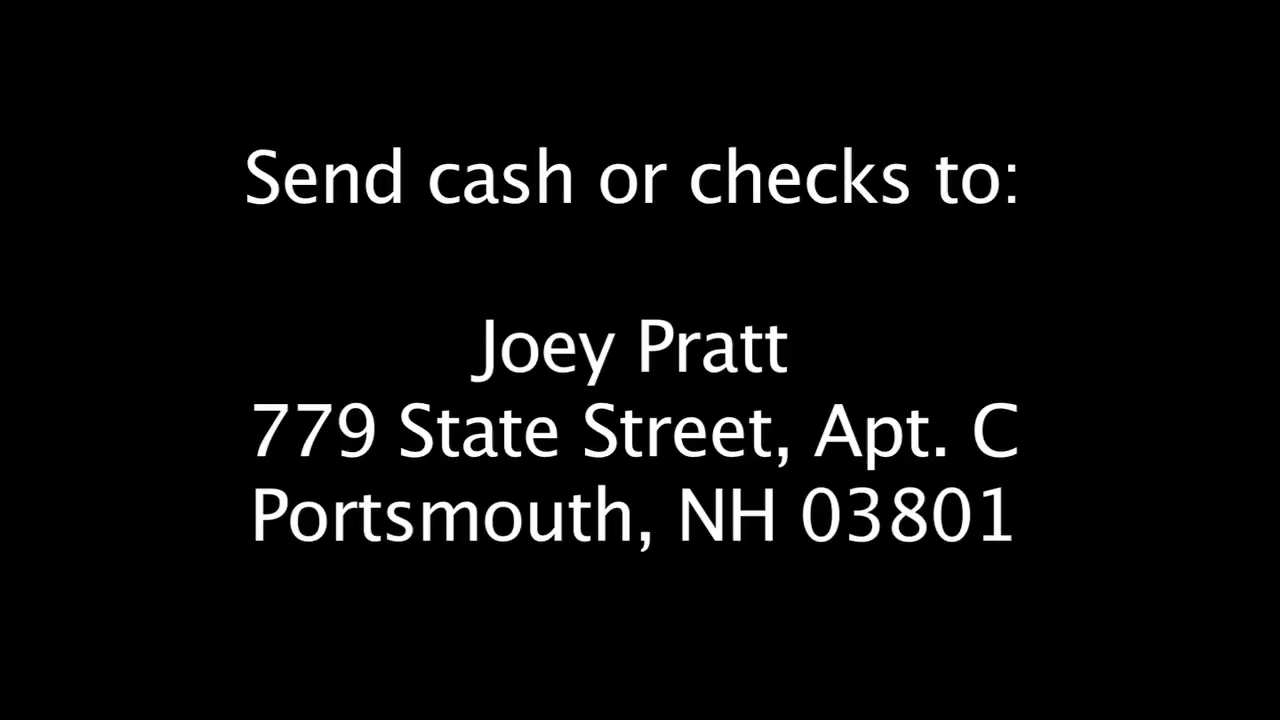 Send cash or checks to:
Joey Pratt
779 State Street, Apt. C
Portsmouth, NH 03801